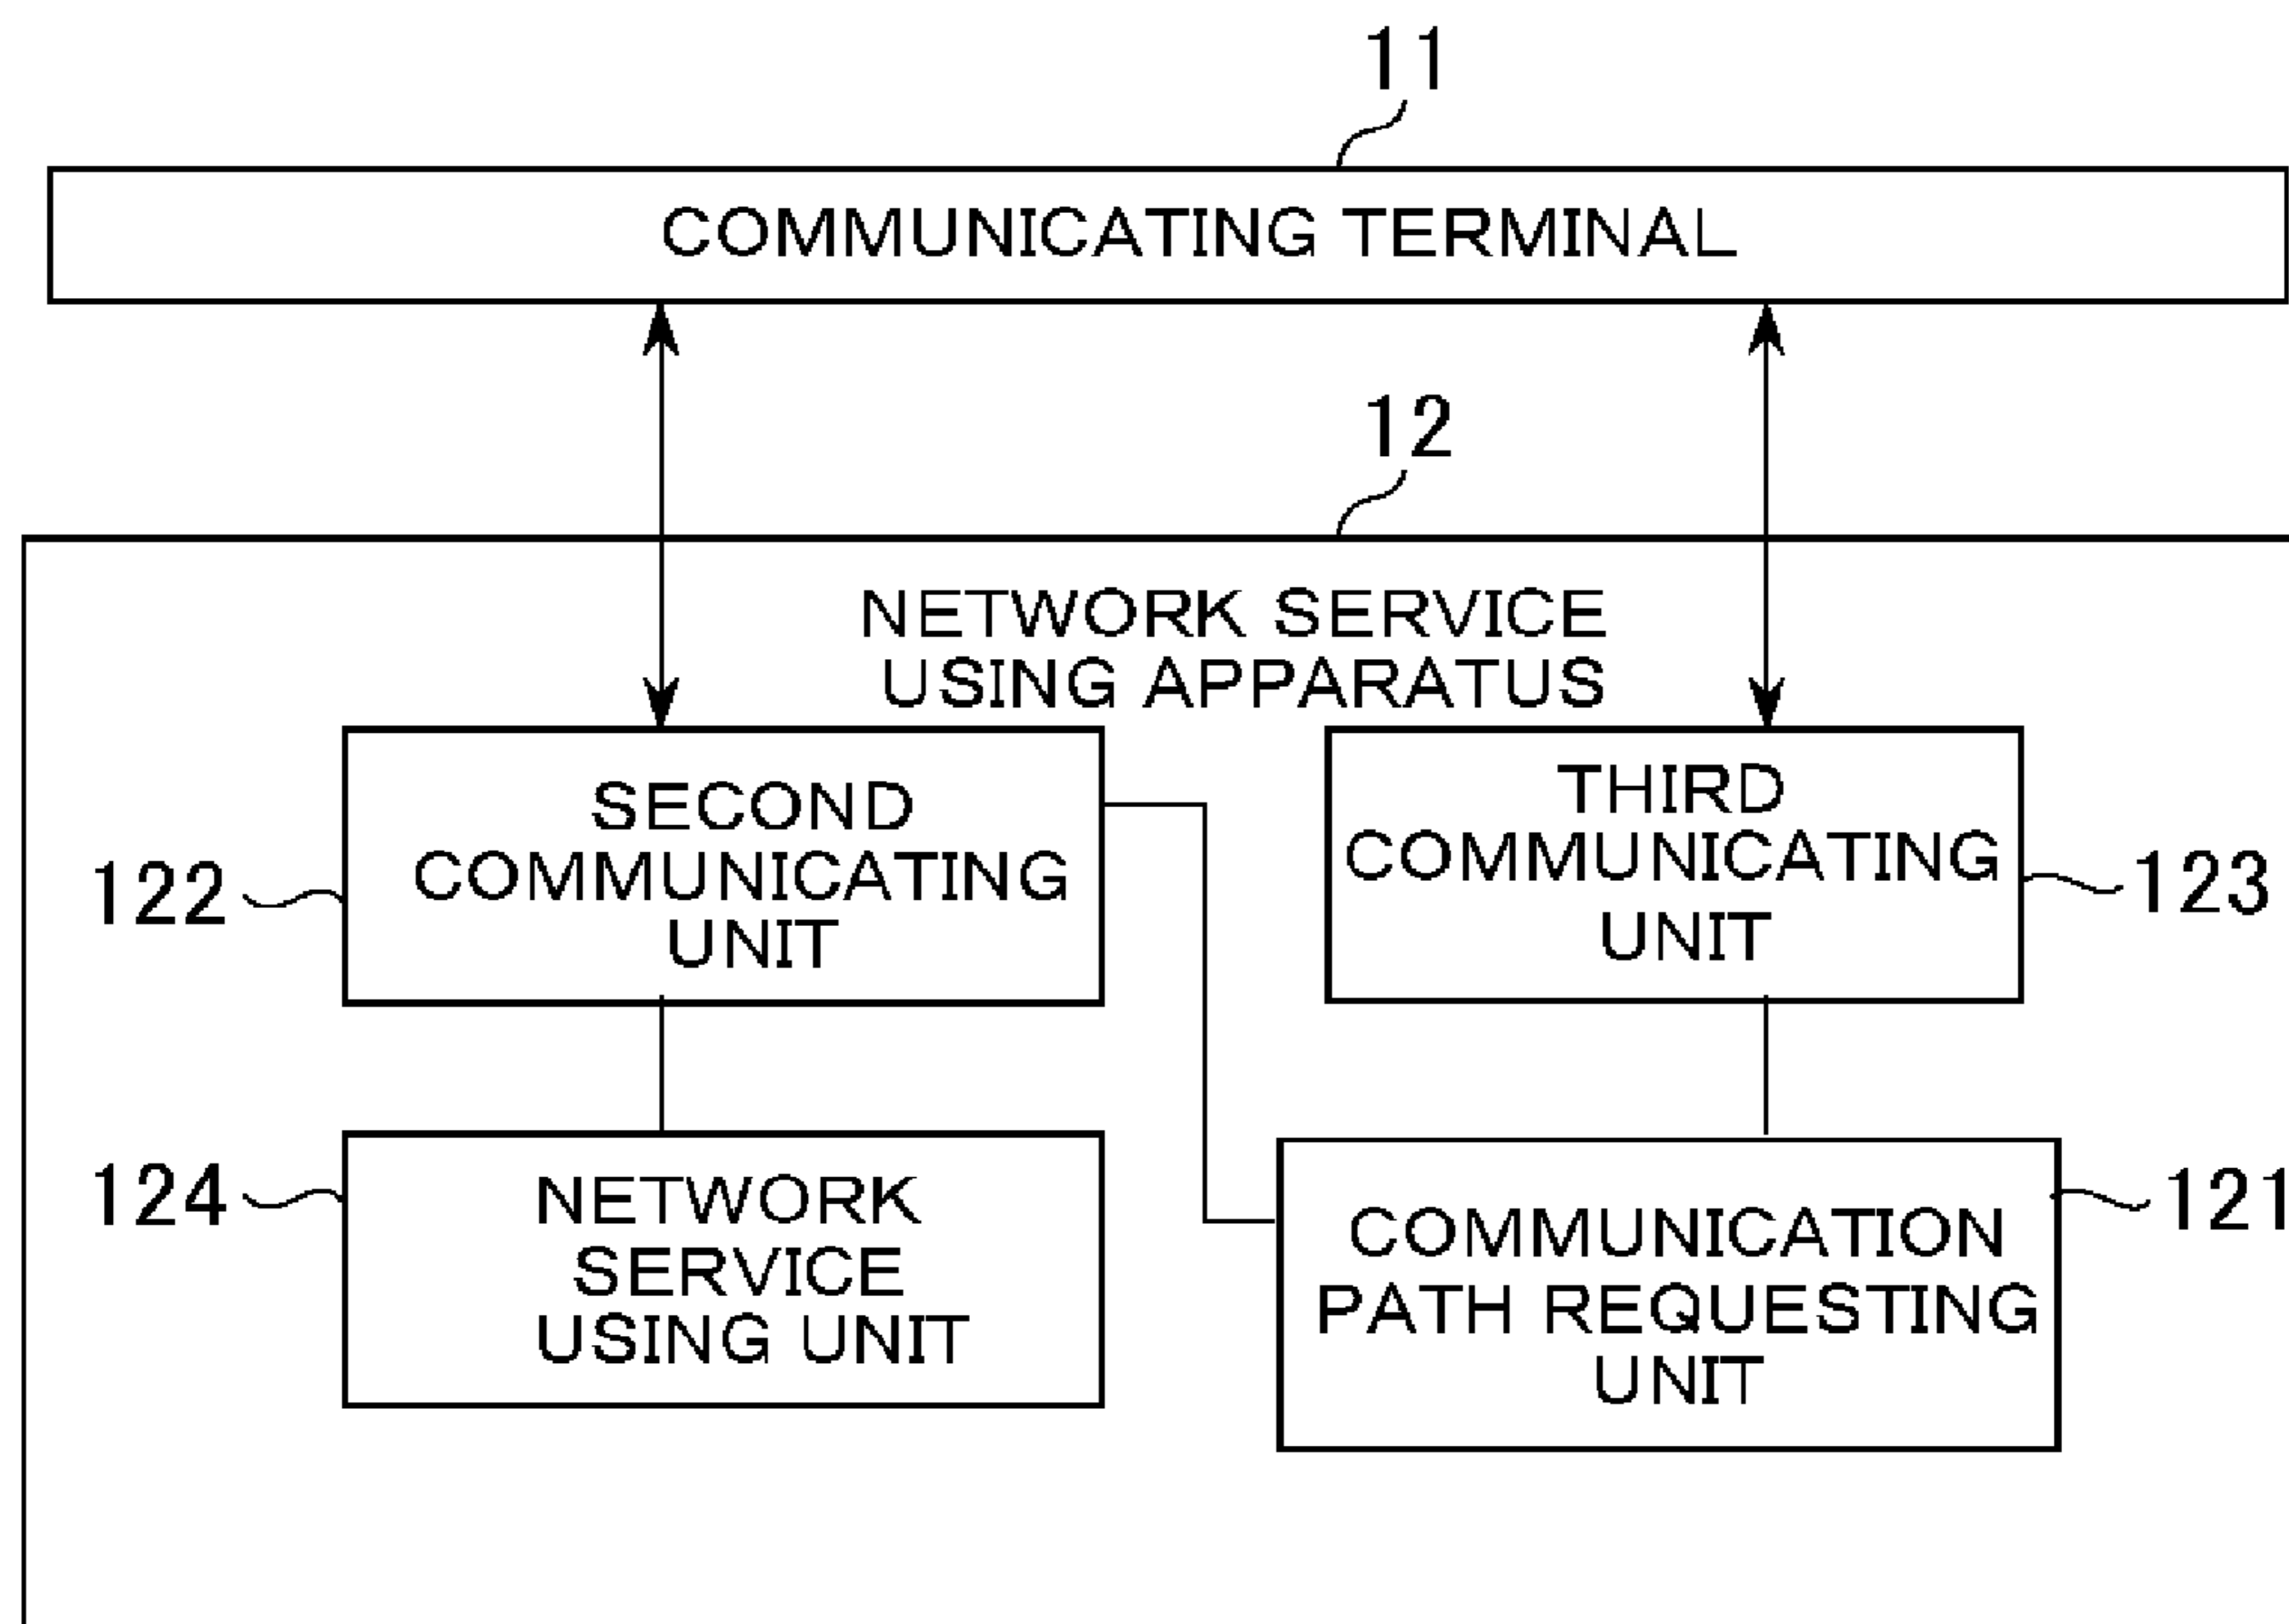 11
COMMUNICATING TERMINAL
12
NETWORK SERVICE
USING APPARATUS
SECOND
COMMUNICATING
UNIT
122
THIRD
COMMUNICATING
UNIT
123
NETWORK
SERVICE
USING UNIT
124
COMMUNICATION
PATH REQUESTING
UNIT
121